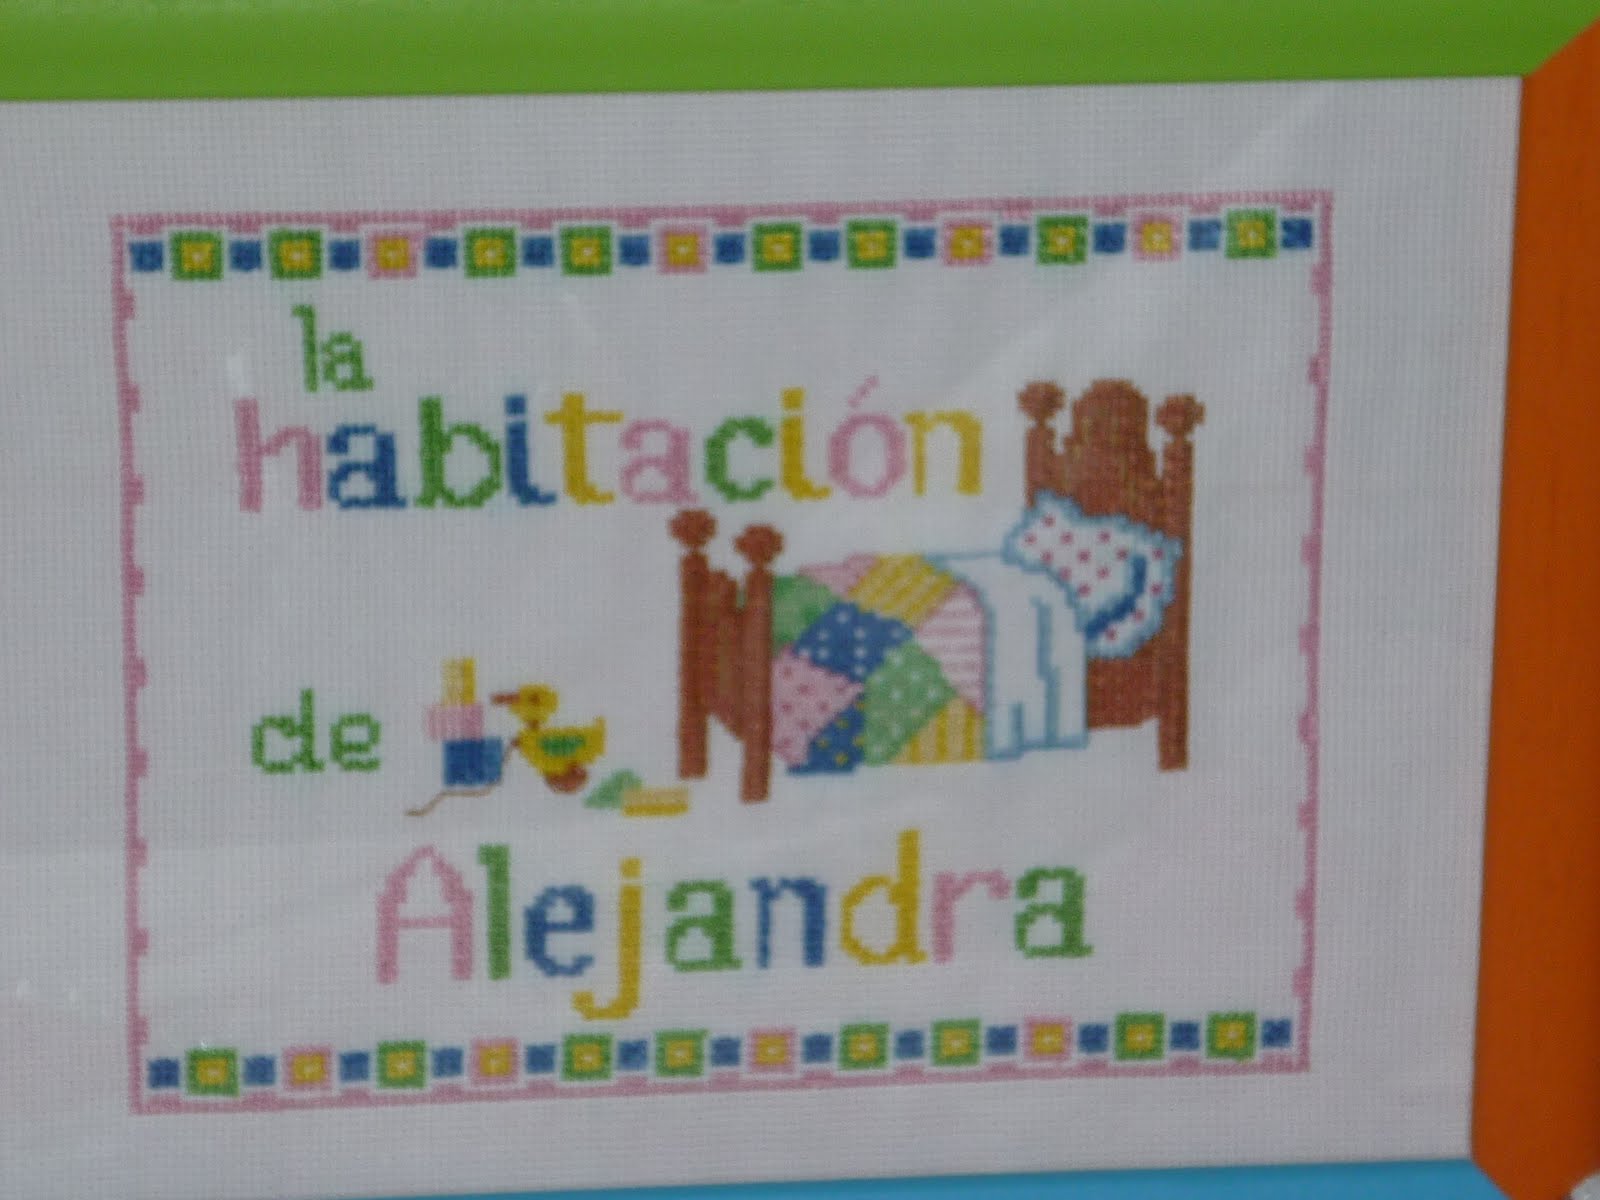 la
habitación
de
Alejandra